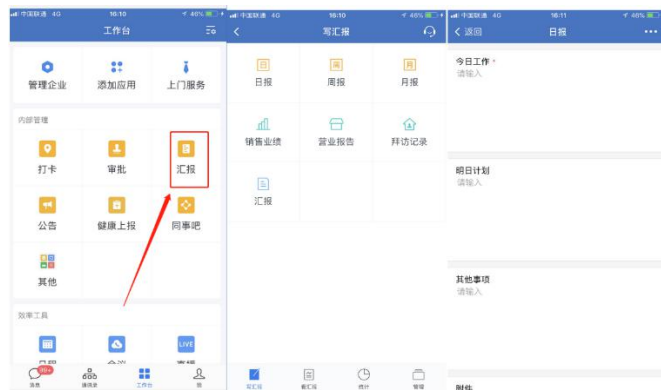 中国联通 4G 16:10 46%
工作台
管理企业 添加应用 上门服务
内部管理
打卡 审批 汇报
公告 健康上报 同事吧
其他
效率工具
日程 会议 直播
LIVE
99+
消息 通讯录 工作台 我
中国联通 4G 16:10 46%
写汇报
日报 周报 月报
销售业绩 营业报告 拜访记录
汇报
写汇报 看汇报 统计 管理
中国联通 4G 16:11 46%
返回 日报
今日工作 *
请输入
明日计划
请输入
其他事项
请输入
附件